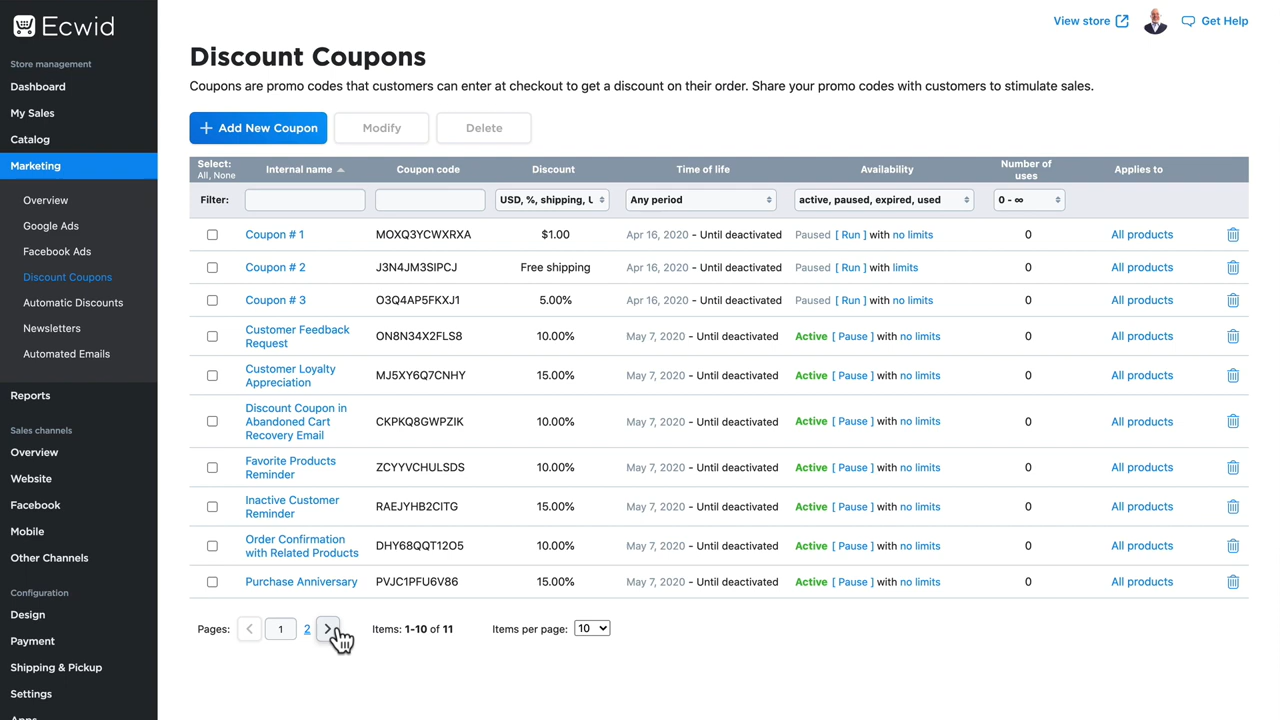 Ecwid
View store
Get Help
Store management
Dashboard
My Sales
Catalog
Marketing
Overview
Google Ads
Facebook Ads
Discount Coupons
Automatic Discounts
Newsletters
Automated Emails
Reports
Sales channels
Overview
Website
Facebook
Mobile
Other Channels
Configuration
Design
Payment
Shipping & Pickup
Settings
Apps
Discount Coupons
Coupons are promo codes that customers can enter at checkout to get a discount on their order. Share your promo codes with customers to stimulate sales.
+ Add New Coupon Modify Delete
Select: All, None Internal name Coupon code Discount Time of life Availability Number of uses Applies to
Filter: USD, %, shipping, U Any period active, paused, expired, used 0 - ∞
Coupon # 1 MOXQ3YCWXRXA $1.00 Apr 16, 2020 - Until deactivated Paused [ Run ] with no limits 0 All products
Coupon # 2 J3N4JM3SIPCJ Free shipping Apr 16, 2020 - Until deactivated Paused [ Run ] with limits 0 All products
Coupon # 3 O3Q4AP5FKXJ1 5.00% Apr 16, 2020 - Until deactivated Paused [ Run ] with no limits 0 All products
Customer Feedback Request ON8N34X2FLS8 10.00% May 7, 2020 - Until deactivated Active [ Pause ] with no limits 0 All products
Customer Loyalty Appreciation MJ5XY6Q7CNHY 15.00% May 7, 2020 - Until deactivated Active [ Pause ] with no limits 0 All products
Discount Coupon in Abandoned Cart Recovery Email CKPKQ8GWPZIK 10.00% May 7, 2020 - Until deactivated Active [ Pause ] with no limits 0 All products
Favorite Products Reminder ZCYYVCHULSDS 10.00% May 7, 2020 - Until deactivated Active [ Pause ] with no limits 0 All products
Inactive Customer Reminder RAEJYHB2CITG 15.00% May 7, 2020 - Until deactivated Active [ Pause ] with no limits 0 All products
Order Confirmation with Related Products DHY68QQT12O5 10.00% May 7, 2020 - Until deactivated Active [ Pause ] with no limits 0 All products
Purchase Anniversary PVJC1PFU6V86 15.00% May 7, 2020 - Until deactivated Active [ Pause ] with no limits 0 All products
Pages: 1 2 Items: 1-10 of 11 Items per page: 10